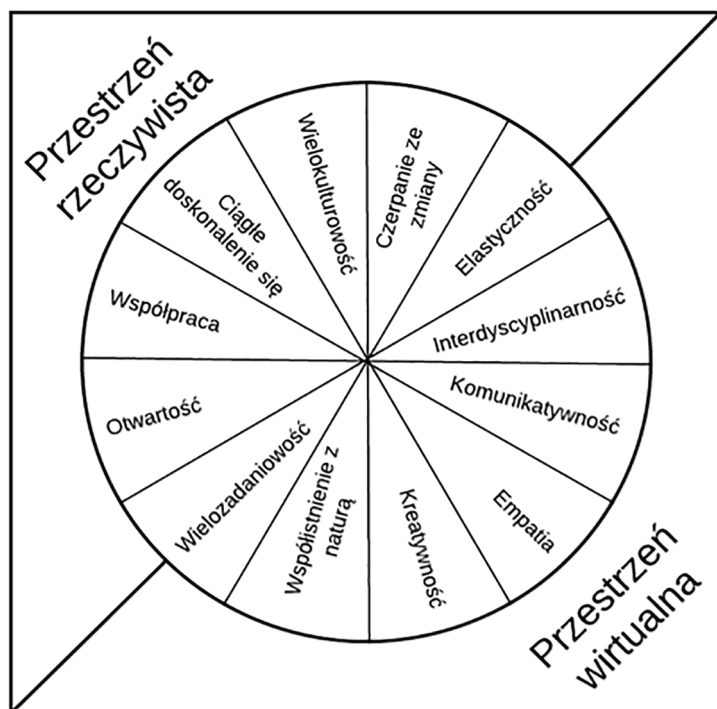 Przestrzeń
rzeczywista
Wielokulturowość
Czerpanie ze
zmiany
Ciągłe
doskonalenie się
Elastyczność
Współpraca
Interdyscyplinarność
Otwartość
Komunikatywność
Wielozadaniowość
Współistnienie z
naturą
Kreatywność
Empatia
Przestrzeń
wirtualna